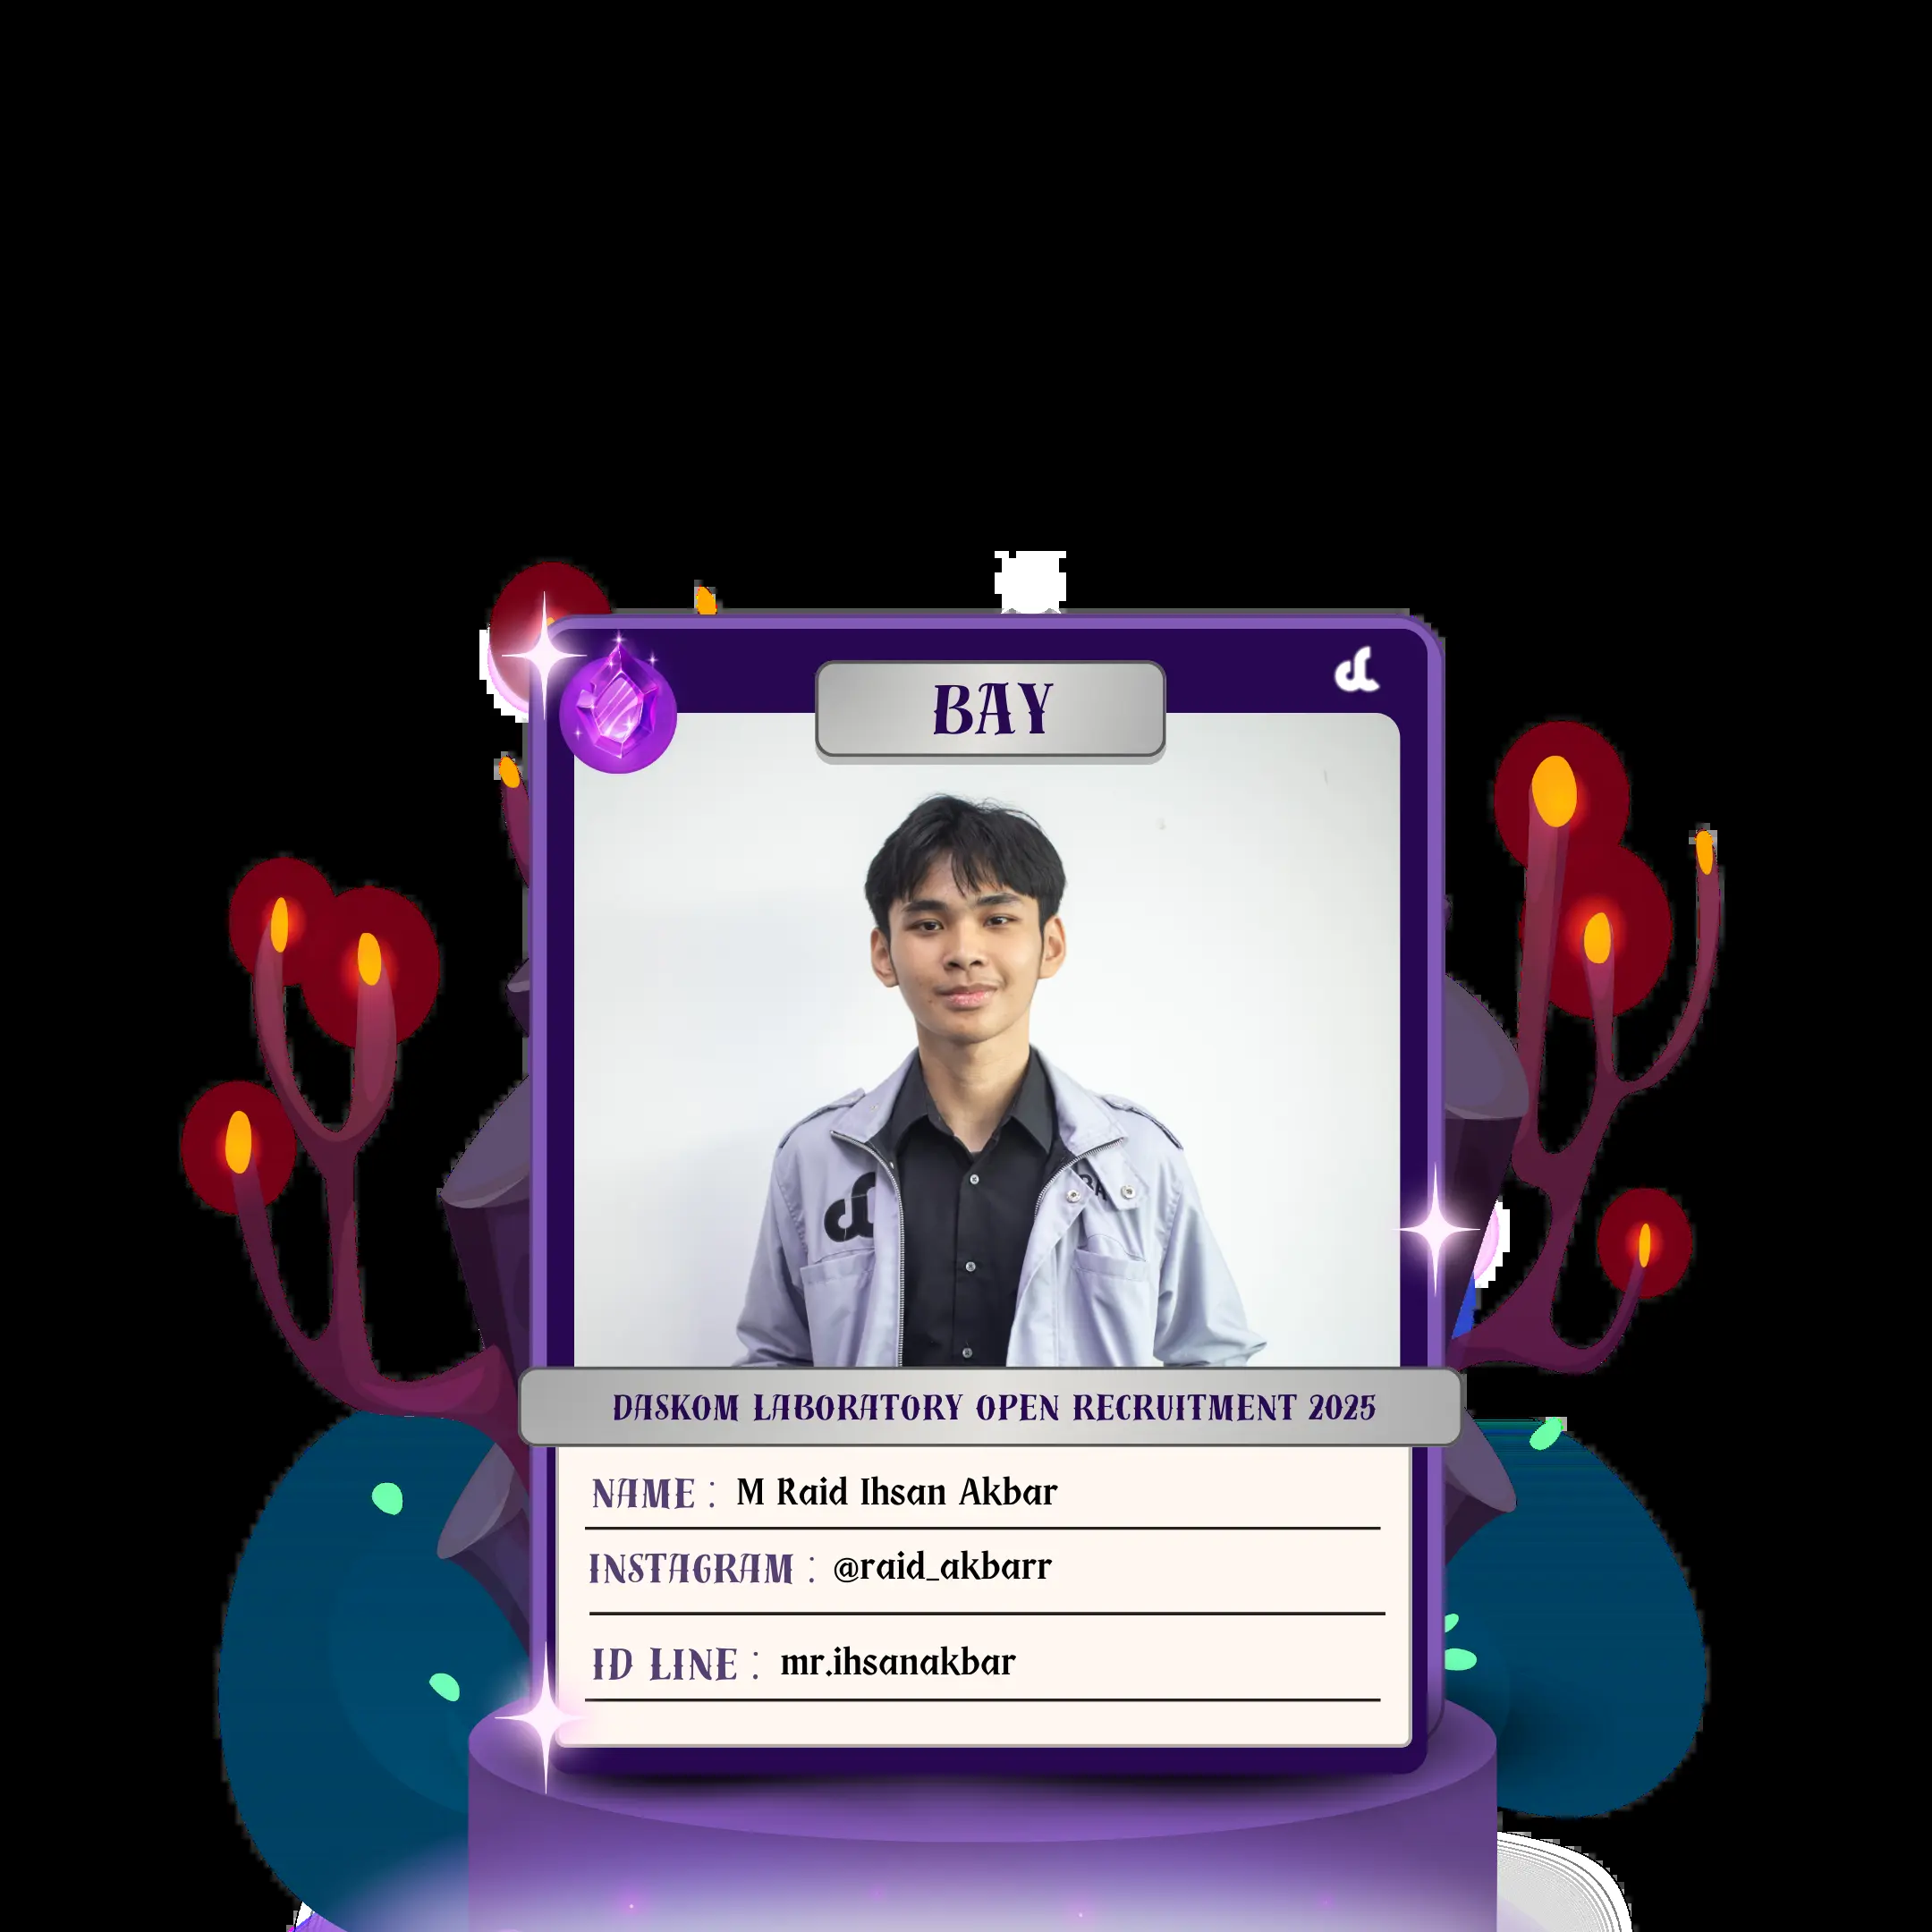 BAY
DASKOM LABORATORY OPEN RECRUITMENT 2025
NAME : M Raid Ihsan Akbar
INSTAGRAM : @raid_akbarr
ID LINE : mr.ihsanakbar